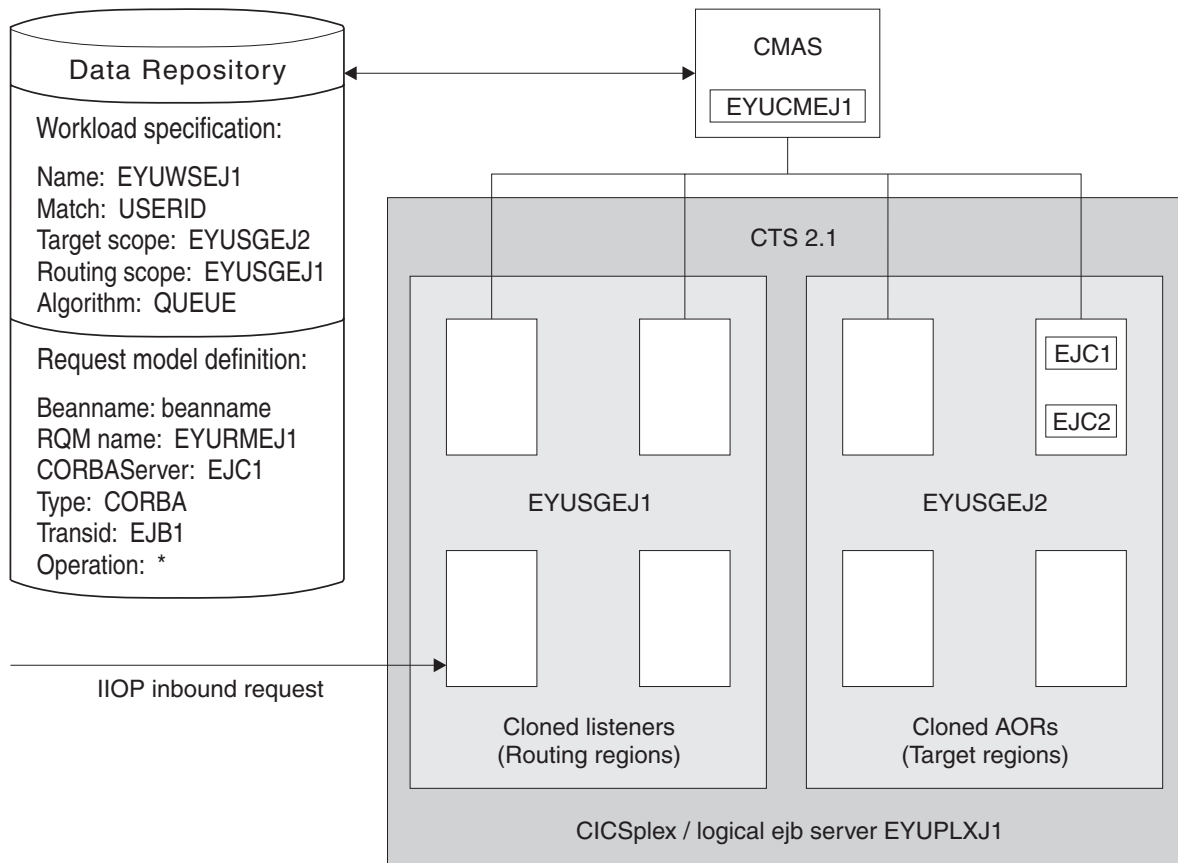 Data Repository
Workload specification:
Name: EYUWSEJ1
Match: USERID
Target scope: EYUSGEJ2
Routing scope: EYUSGEJ1
Algorithm: QUEUE
Request model definition:
Beanname: beanname
RQM name: EYURMEJ1
CORBAServer: EJC1
Type: CORBA
Transid: EJB1
Operation: *
IIOP inbound request
CMAS
EYUCMEJ1
CTS 2.1
EYUSGEJ1
Cloned listeners
(Routing regions)
EJC1
EJC2
EYUSGEJ2
Cloned AORs
(Target regions)
CICSplex / logical ejb server EYUPLXJ1